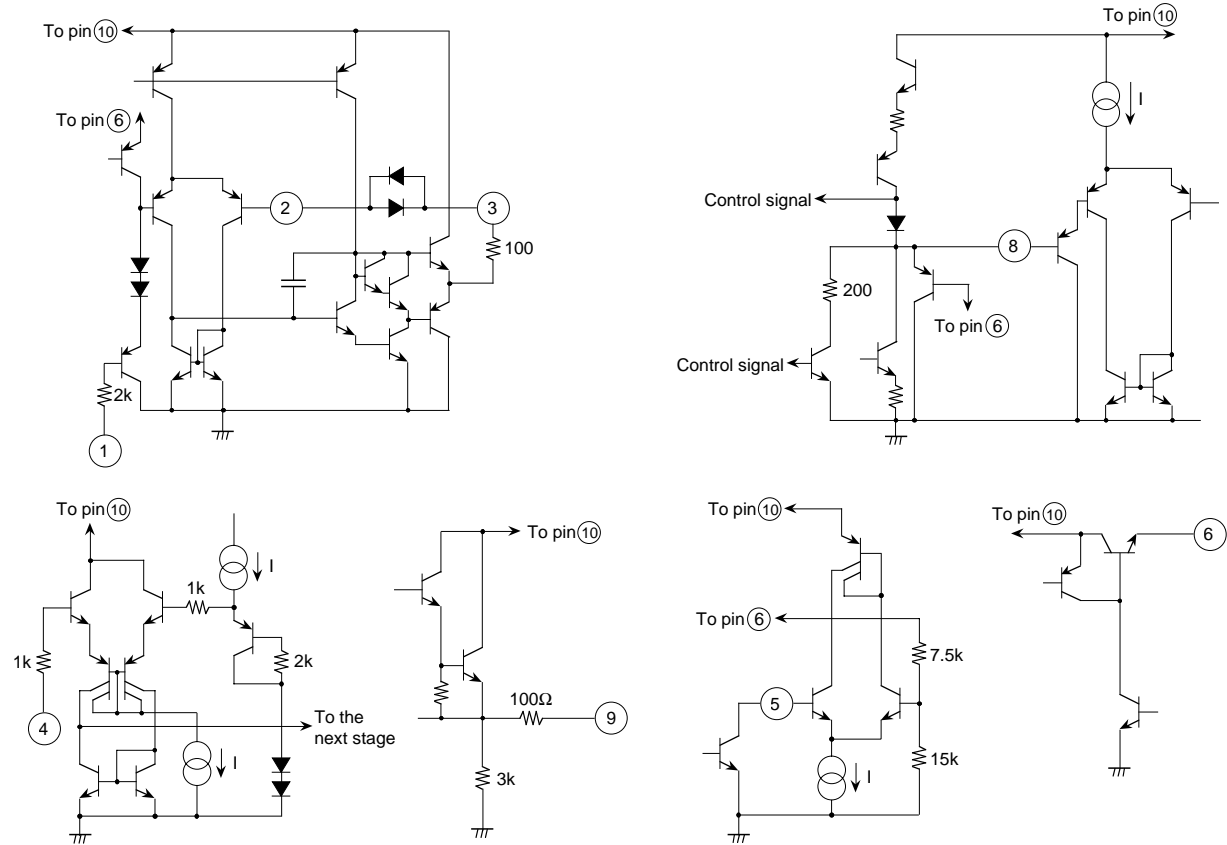 To pin 10
To pin 6
2
3
100
2k
1
To pin 10
I
Control signal
8
200
To pin 6
Control signal
To pin 10
I
1k
1k
2k
4
To the
next stage
I
To pin 10
100Ω
9
3k
To pin 10
To pin 6
7.5k
5
15k
I
To pin 10
6